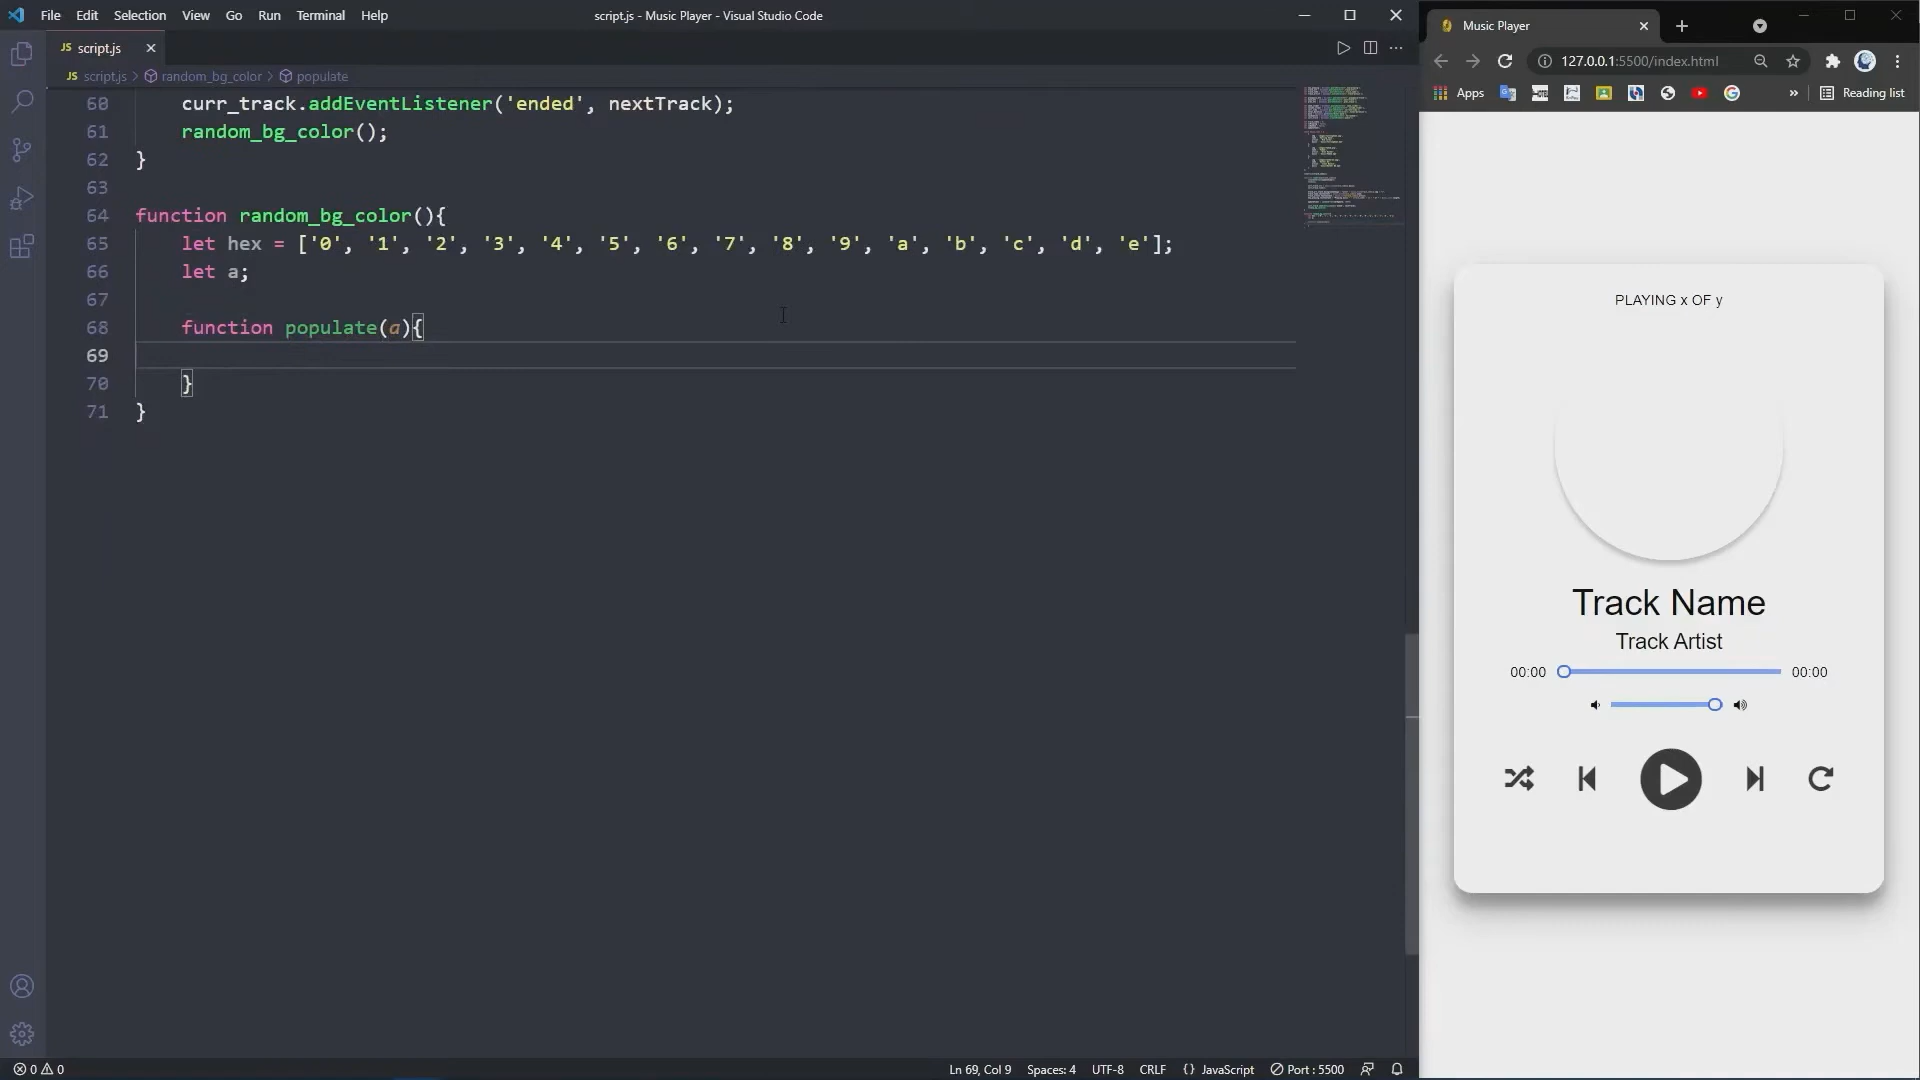 File Edit Selection View Go Run Terminal Help
script.js - Music Player - Visual Studio Code
JS script.js
JS script.js > random_bg_color > populate
60 curr_track.addEventListener('ended', nextTrack);
61 random_bg_color();
62 }
63
64 function random_bg_color(){
65 let hex = ['0', '1', '2', '3', '4', '5', '6', '7', '8', '9', 'a', 'b', 'c', 'd', 'e'];
66 let a;
67
68 function populate(a){
69
70 }
71 }
0 0
Ln 69, Col 9 Spaces: 4 UTF-8 CRLF {} JavaScript Port : 5500
Music Player
127.0.0.1:5500/index.html
Apps » Reading list
PLAYING x OF y
Track Name
Track Artist
00:00 00:00